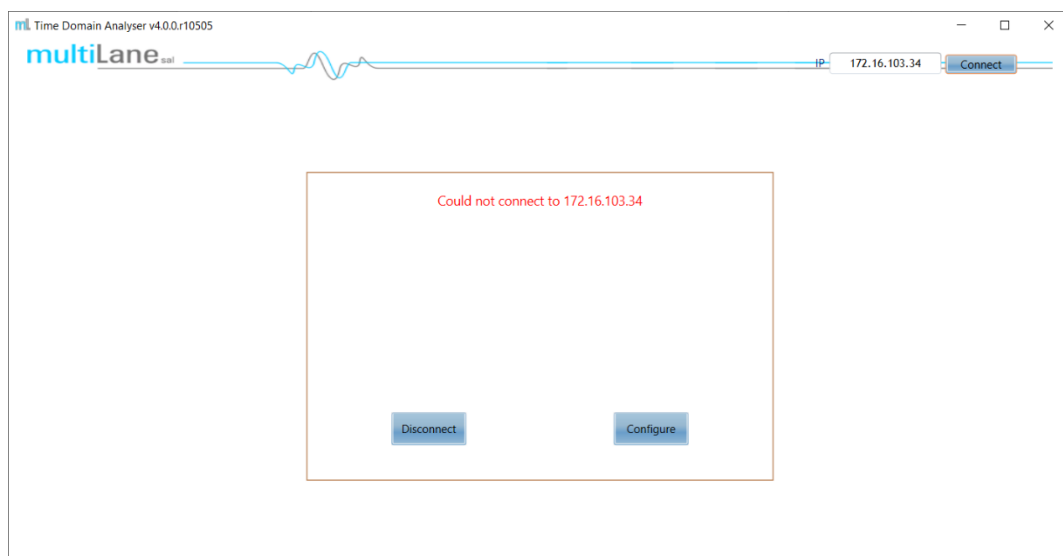 mL Time Domain Analyser v4.0.0.r10505
multiLane sal
IP 172.16.103.34 Connect
Could not connect to 172.16.103.34
Disconnect Configure